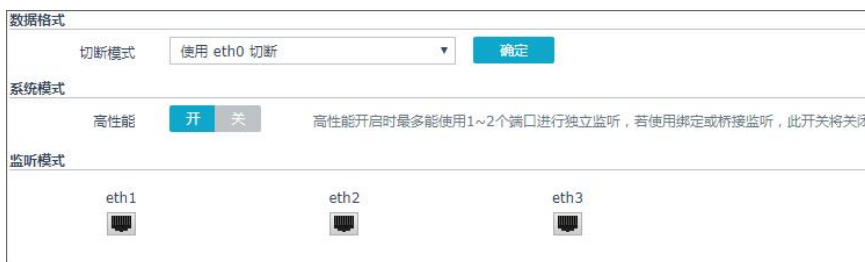 数据格式
切断模式 使用 eth0 切断 确定
系统模式
高性能 开 关 高性能开启时最多能使用1~2个端口进行独立监听，若使用绑定或桥接监听，此开关将关闭
监听模式
eth1 eth2 eth3